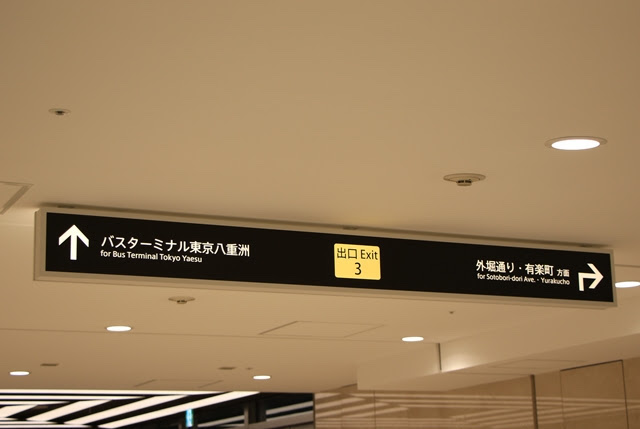 バスターミナル東京八重洲
for Bus Terminal Tokyo Yaesu
出口 Exit
3
外堀通り・有楽町 方面
for Sotobori-dori Ave.・Yurakucho